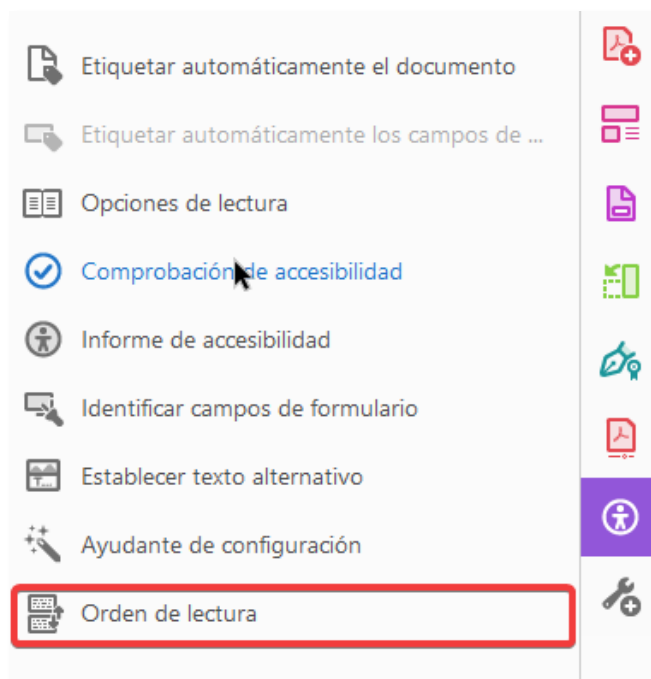 Etiquetar automáticamente el documento
Etiquetar automáticamente los campos de ...
Opciones de lectura
Comprobación de accesibilidad
Informe de accesibilidad
Identificar campos de formulario
Establecer texto alternativo
Ayudante de configuración
Orden de lectura